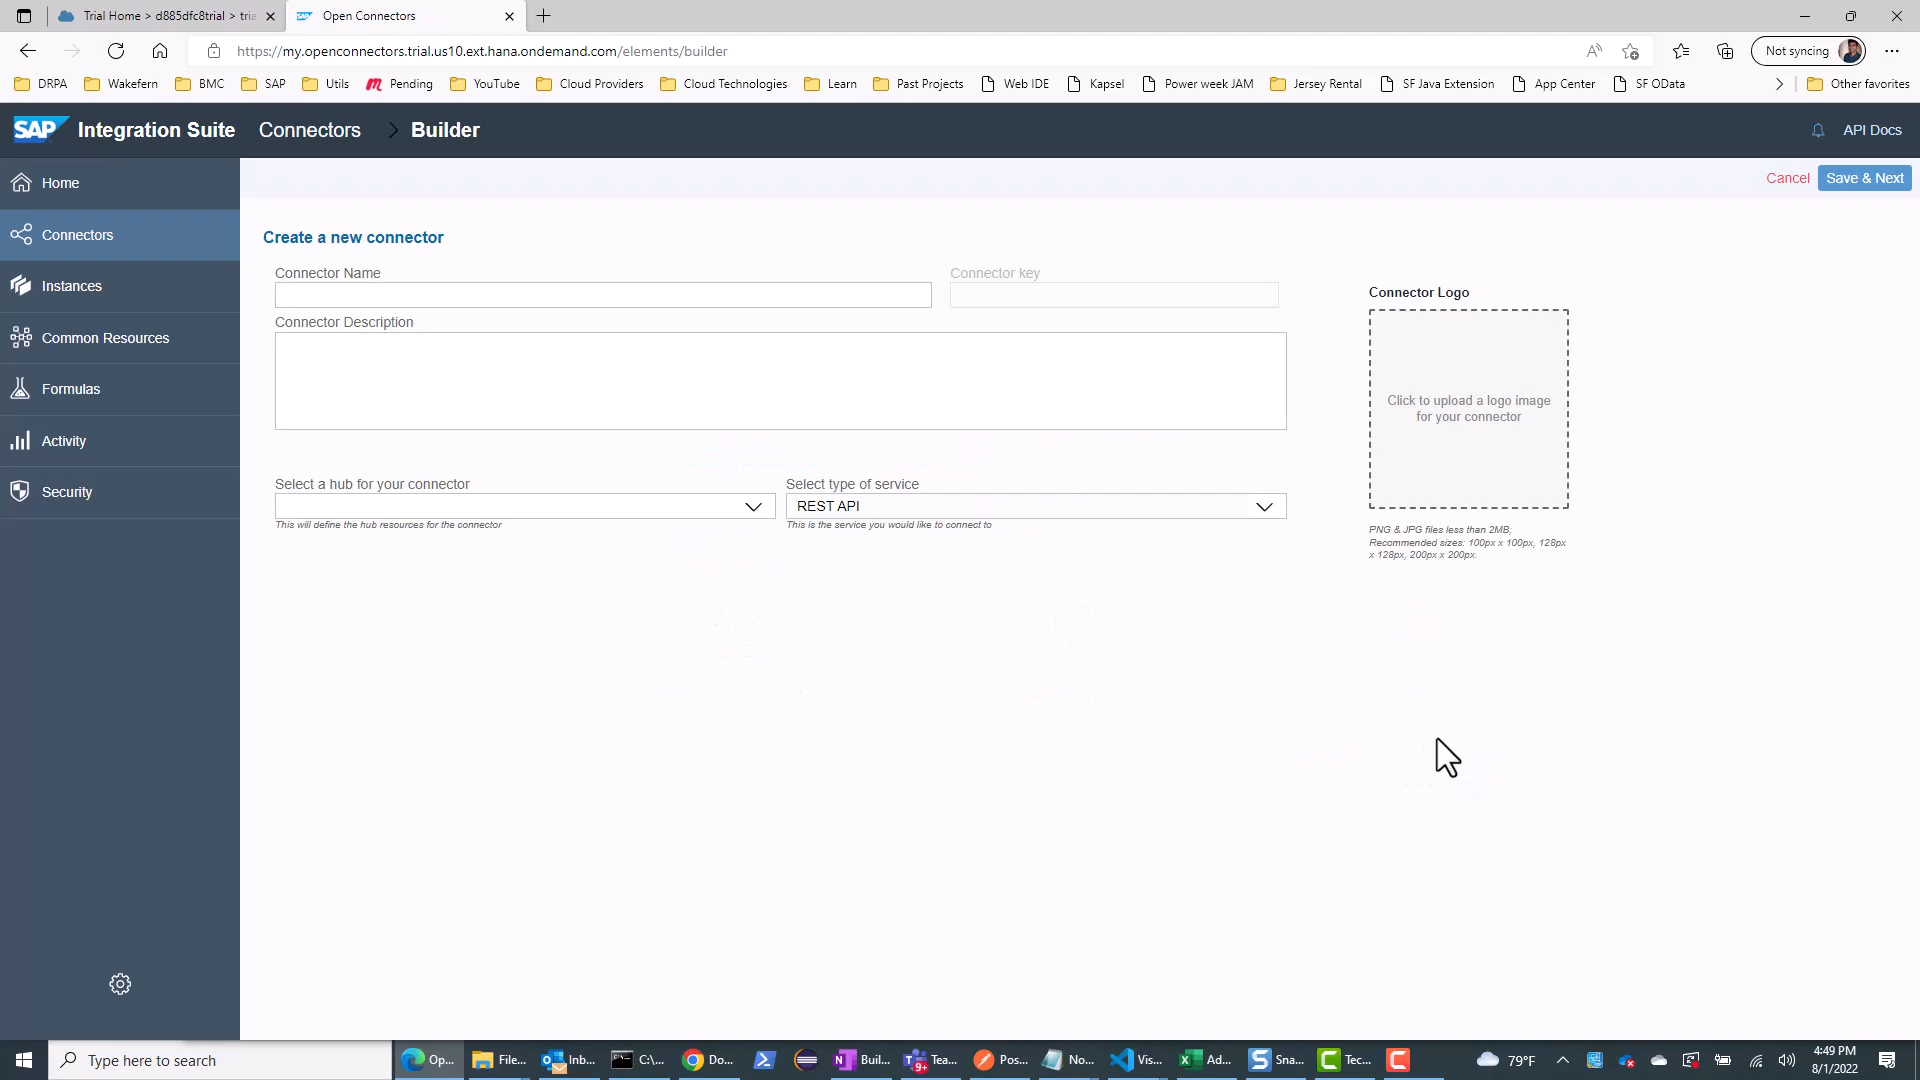 Trial Home > d885dfc8trial > tria
Open Connectors
https://my.openconnectors.trial.us10.ext.hana.ondemand.com/elements/builder
Not syncing
DRPA
Wakefern
BMC
SAP
Utils
Pending
YouTube
Cloud Providers
Cloud Technologies
Learn
Past Projects
Web IDE
Kapsel
Power week JAM
Jersey Rental
SF Java Extension
App Center
SF OData
Other favorites
SAP Integration Suite Connectors > Builder
API Docs
Home
Connectors
Instances
Common Resources
Formulas
Activity
Security
Cancel
Save & Next
Create a new connector
Connector Name
Connector key
Connector Description
Select a hub for your connector
This will define the hub resources for the connector
Select type of service
REST API
This is the service you would like to connect to
Connector Logo
Click to upload a logo image
for your connector
PNG & JPG files less than 2MB;
Recommended sizes: 100px x 100px, 128px
x 128px, 200px x 200px.
Type here to search
Op...
File...
Inb...
C:\...
Do...
Buil...
Tea...
9+
Pos...
No...
Vis...
Ad...
Sna...
Tec...
79°F
4:49 PM
8/1/2022